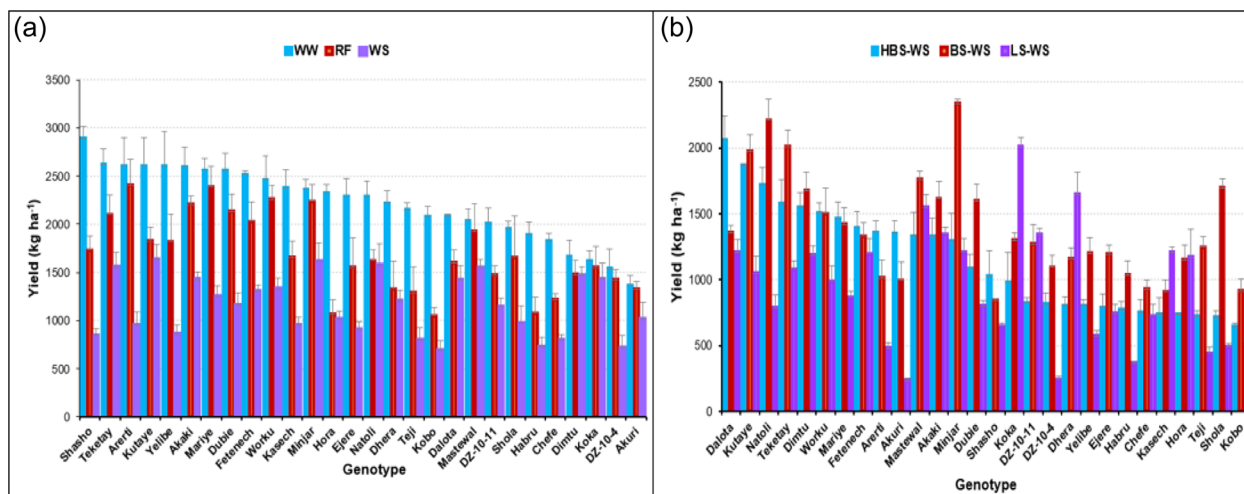 (a)
WW RF WS
3500
3000
2500
2000
1500
1000
500
0
Yield (kg ha⁻¹)
Shasho
Teketay
Arerti
Kutaye
Yelibe
Akaki
Mariye
Dubie
Fetenech
Worku
Kasech
Minjar
Hora
Ejere
Natoli
Dhera
Teji
Kobo
Dalota
Mastewal
DZ-10-11
Shola
Habru
Chefe
Dimtu
Koka
DZ-10-4
Akuri
Genotype
(b)
HBS-WS BS-WS LS-WS
2500
2000
1500
1000
500
0
Yield (kg ha⁻¹)
Dalota
Kutaye
Natoli
Teketay
Dimtu
Worku
Mariye
Fetenech
Arerti
Akuri
Mastewal
Akaki
Minjar
Dubie
Shasho
Koka
DZ-10-11
DZ-10-4
Dhera
Yelibe
Ejere
Habru
Chefe
Kasech
Hora
Teji
Shola
Kobo
Genotype